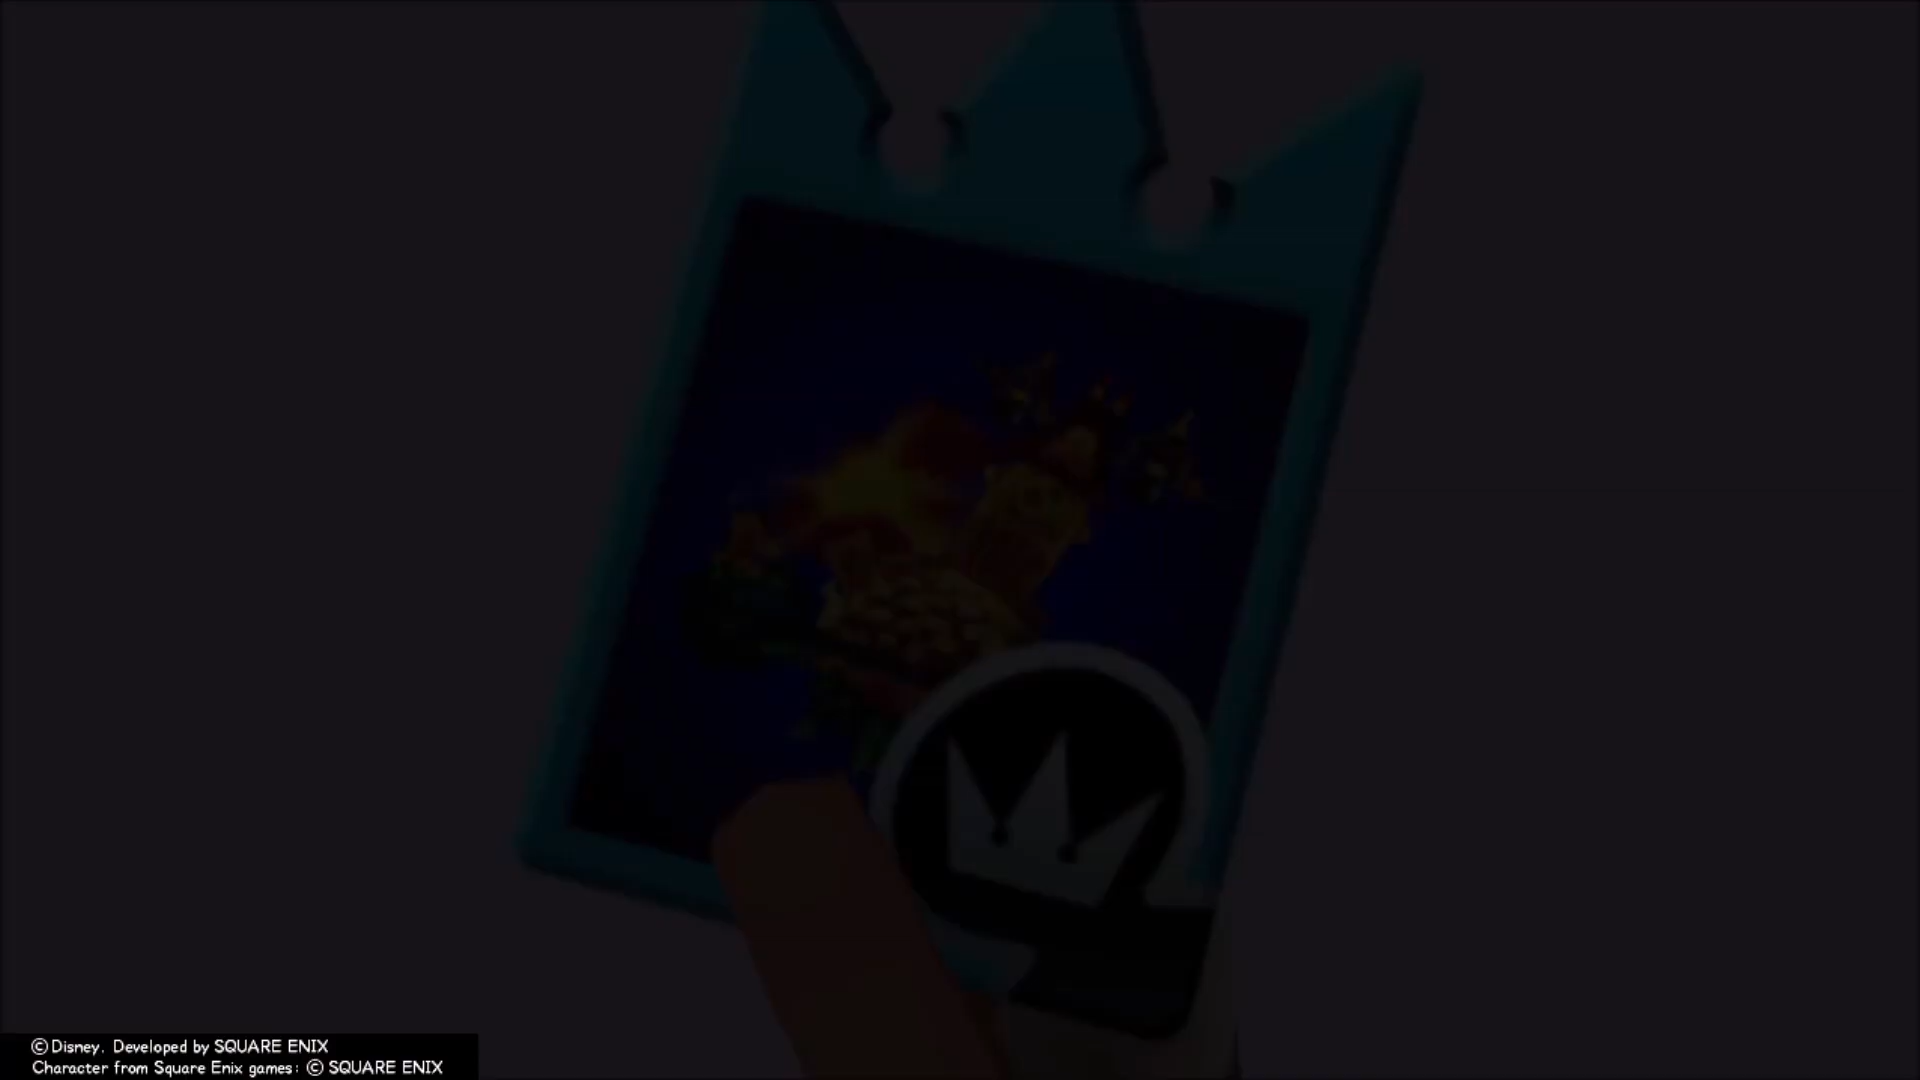 ©Disney. Developed by SQUARE ENIX
Character from Square Enix games: © SQUARE ENIX